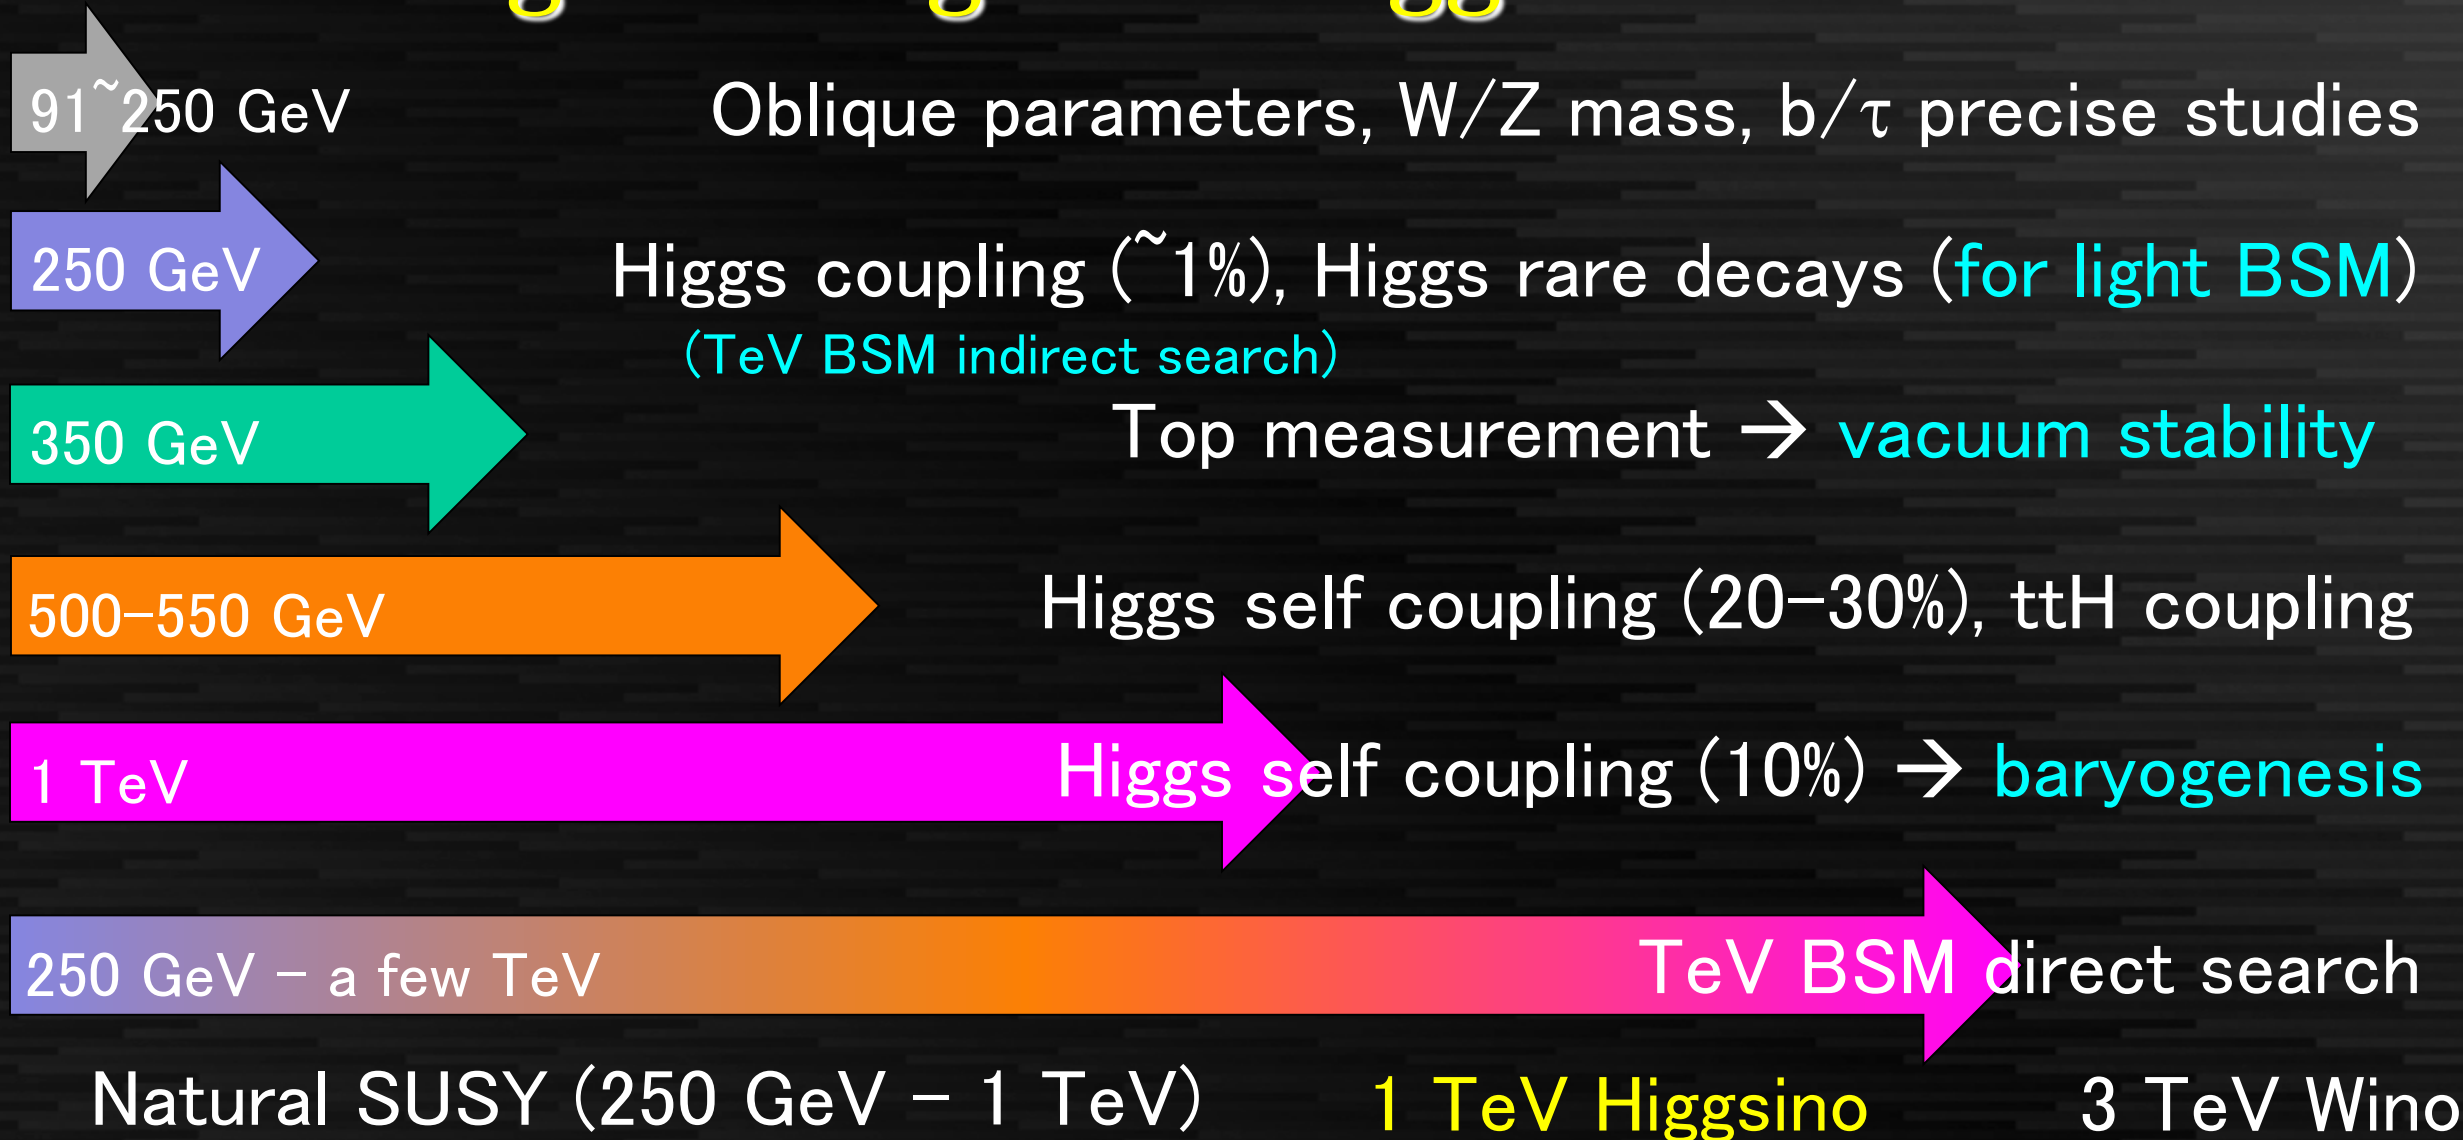 91~250 GeV Oblique parameters, W/Z mass, b/τ precise studies
250 GeV Higgs coupling (~1%), Higgs rare decays (for light BSM)
(TeV BSM indirect search)
350 GeV Top measurement → vacuum stability
500-550 GeV Higgs self coupling (20-30%), ttH coupling
1 TeV Higgs self coupling (10%) → baryogenesis
250 GeV - a few TeV TeV BSM direct search
Natural SUSY (250 GeV - 1 TeV) 1 TeV Higgsino 3 TeV Wino